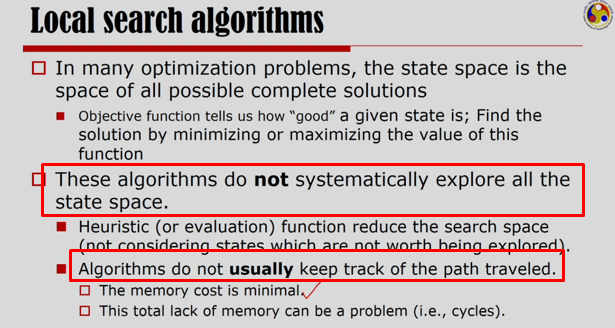 Local search algorithms
In many optimization problems, the state space is the
space of all possible complete solutions
Objective function tells us how “good” a given state is; Find the
solution by minimizing or maximizing the value of this
function
These algorithms do not systematically explore all the
state space.
Heuristic (or evaluation) function reduce the search space
(not considering states which are not worth being explored).
Algorithms do not usually keep track of the path traveled.
The memory cost is minimal.
This total lack of memory can be a problem (i.e., cycles).